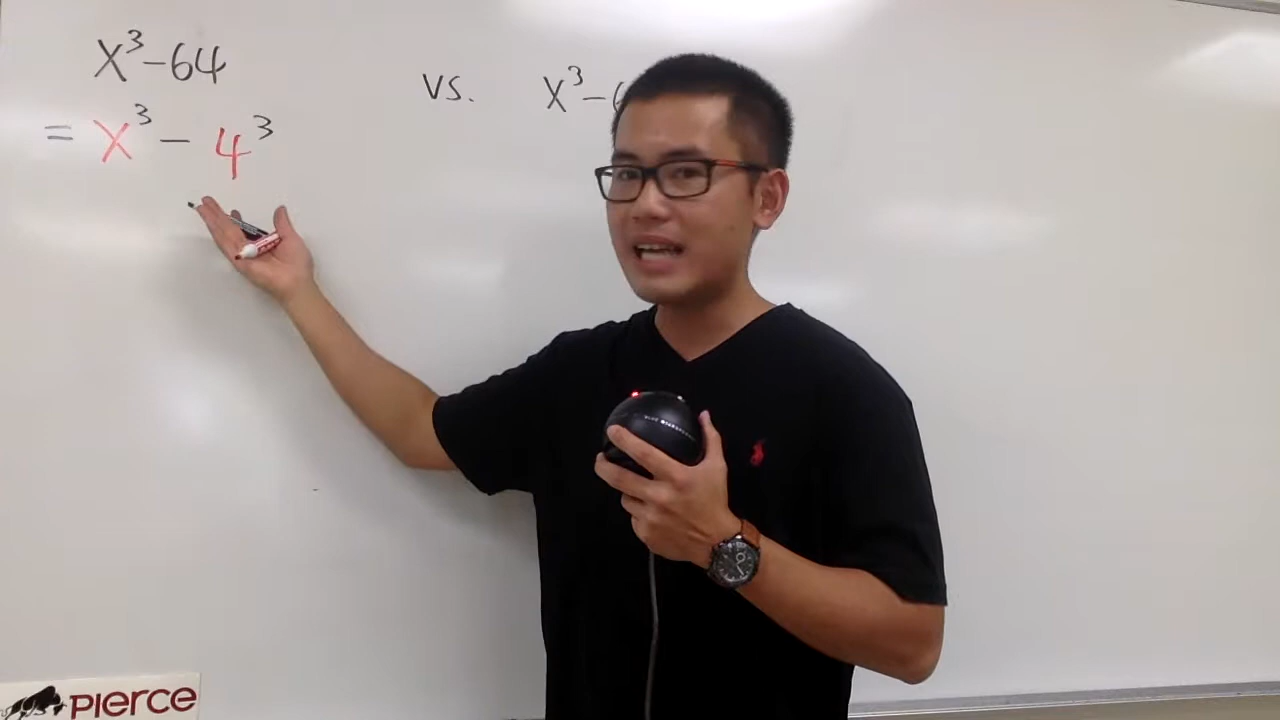 x³-64
vs. x³-
= x³ - 4³
PIERCE